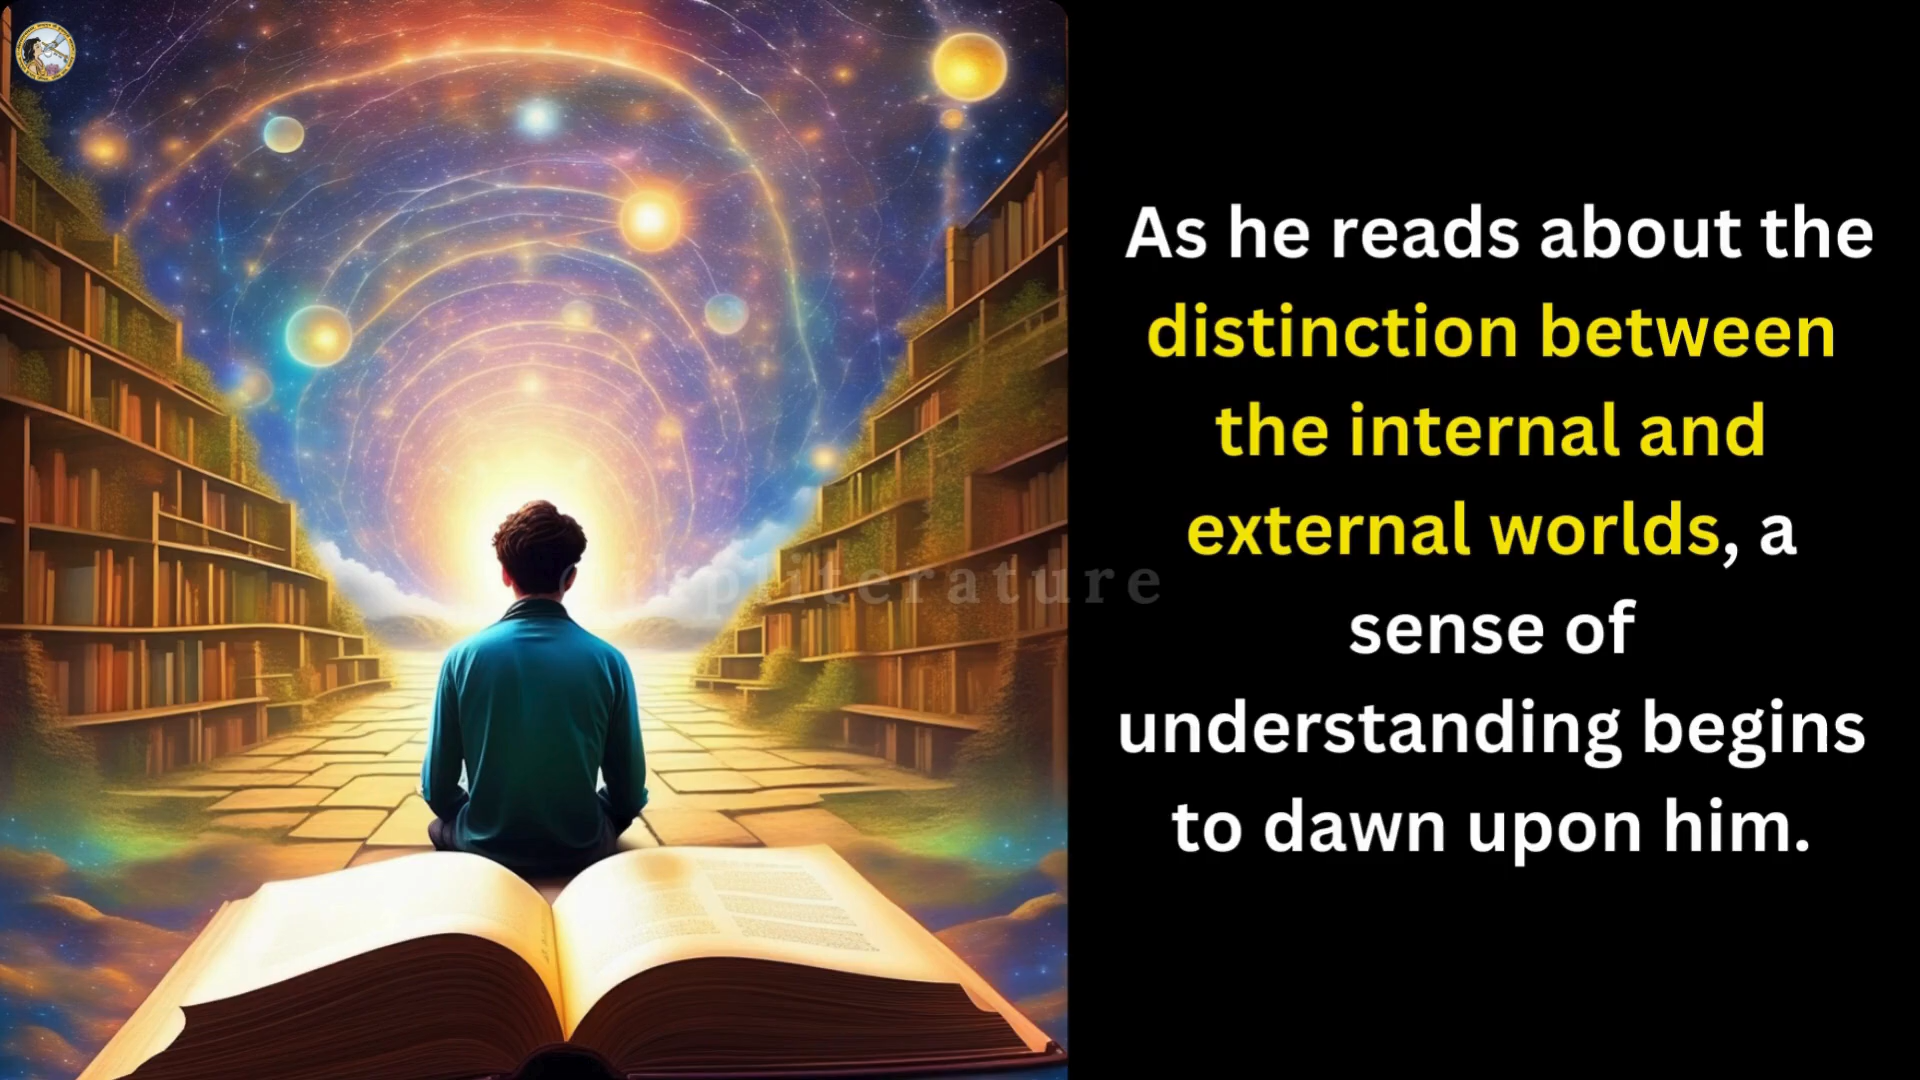 As he reads about the
distinction between
the internal and
external worlds, a
sense of
understanding begins
to dawn upon him.